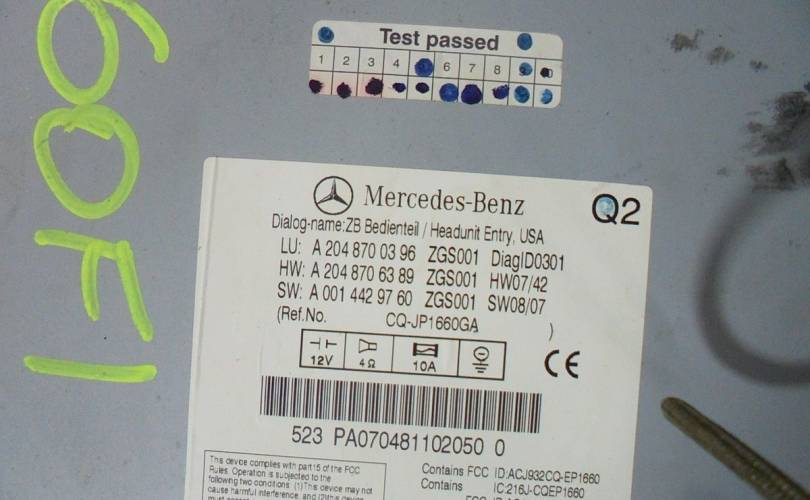 60FI
Test passed
1 2 3 4 6 7 8
Mercedes-Benz
Q2
Dialog-name:ZB Bedienteil / Headunit Entry, USA
LU: A 204 870 03 96 ZGS001 DiagID0301
HW: A 204 870 63 89 ZGS001 HW07/42
SW: A 001 442 97 60 ZGS001 SW08/07
(Ref.No. CQ-JP1660GA )
12V 4Ω 10A CE
523 PA070481102050 0
This device complies with part15 of the FCC
Rules. Operation is subjected to the
following two conditions: (1)This device may not
cause harmful interference, and (2)this device
Contains FCC ID:ACJ932CQ-EP1660
Contains IC:216J-CQEP1660